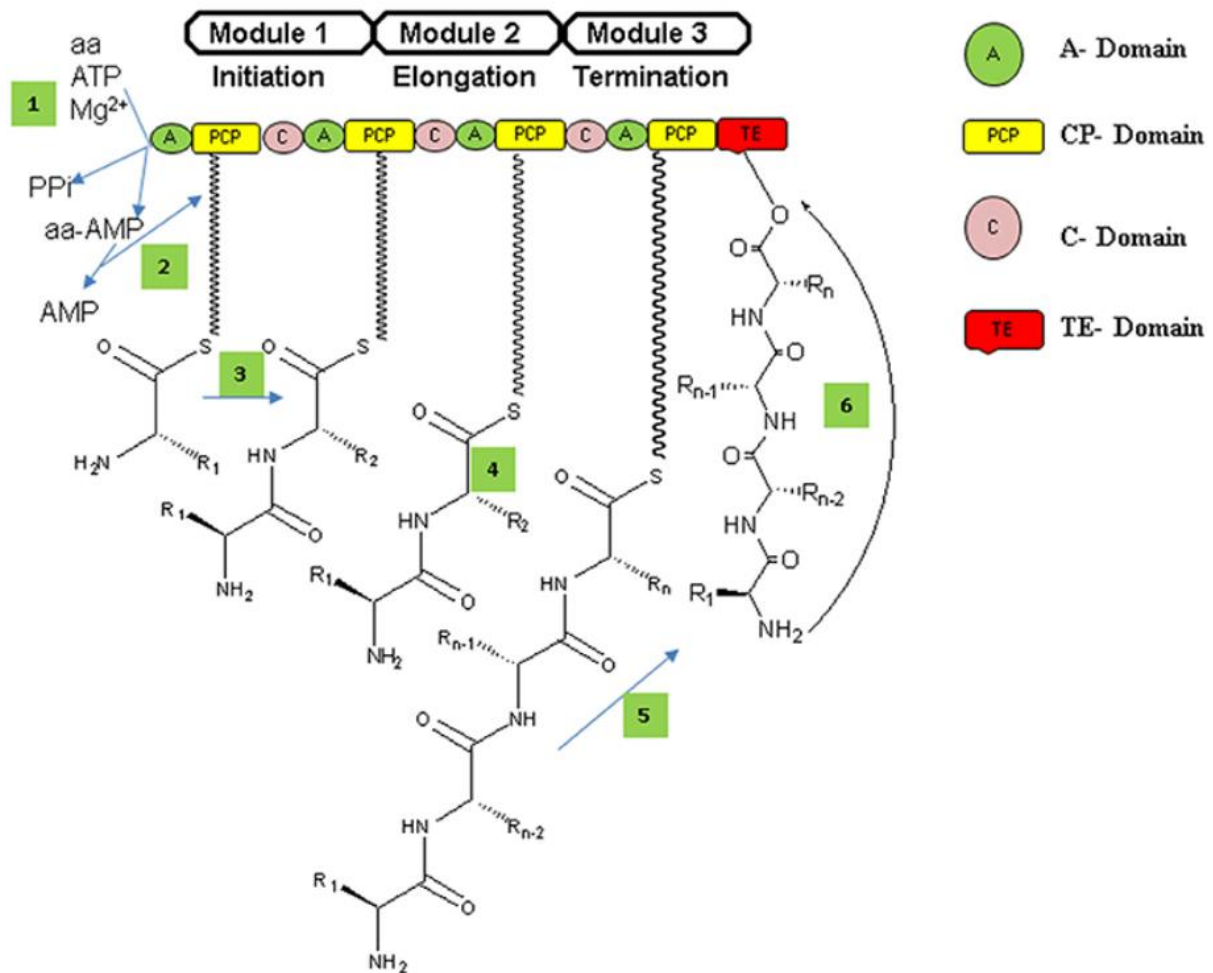 Module 1 Module 2 Module 3
Initiation Elongation Termination
1
aa
ATP
Mg²⁺
PPi
aa-AMP
2
AMP
A PCP C A PCP C A PCP C A PCP TE
A A- Domain
PCP CP- Domain
C C- Domain
TE TE- Domain
O S
3
H₂N R₁
O S
HN R₂
R₁ O
NH₂
O S
4
HN R₂
R₁ O
NH₂
O S
HN Rₙ
Rₙ₋₁ O
O NH
5
HN Rₙ₋₂
R₁ O
NH₂
O
O Rₙ
HN O
Rₙ₋₁ NH
6
O Rₙ₋₂
HN O
R₁ NH₂